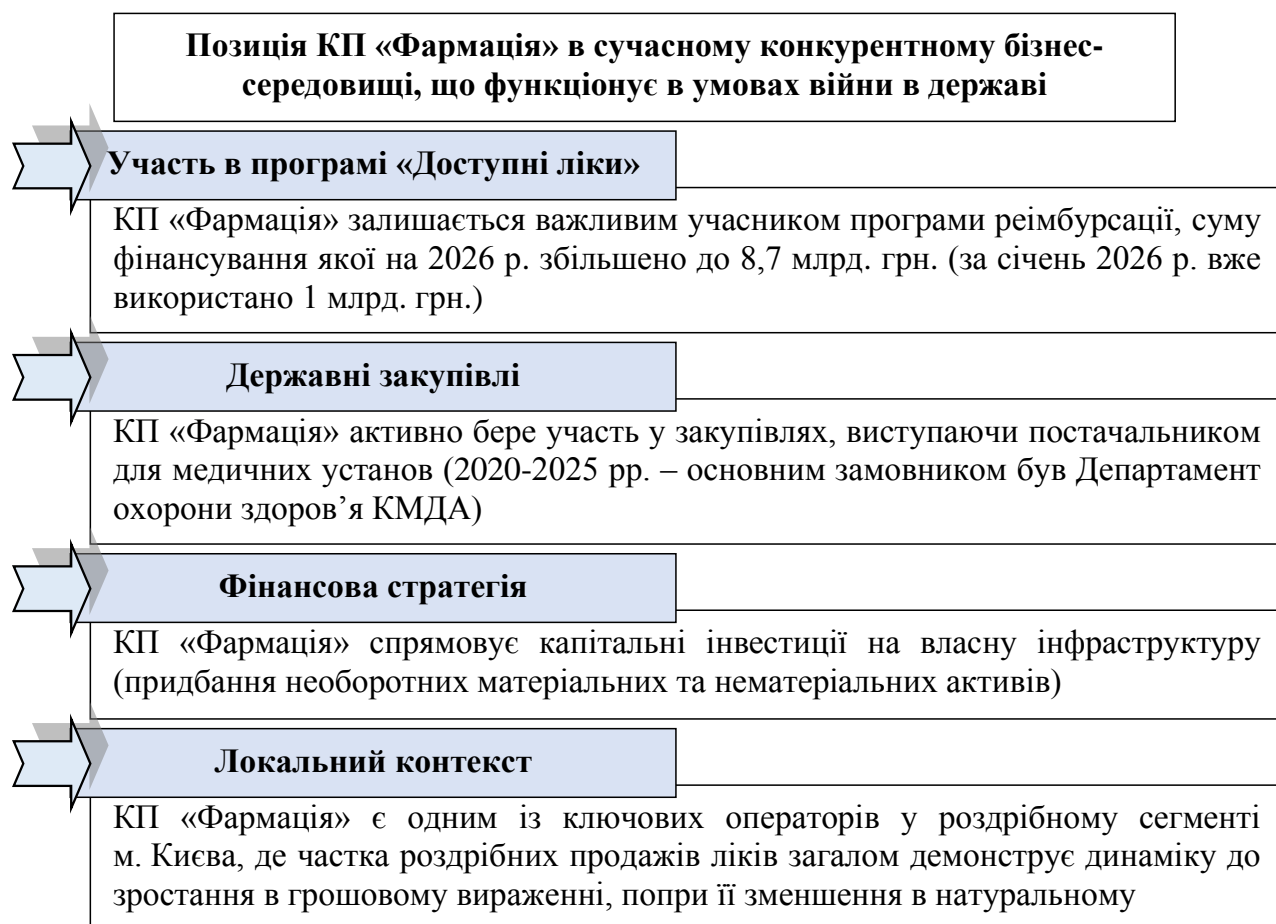 Позиція КП «Фармація» в сучасному конкурентному бізнес-
середовищі, що функціонує в умовах війни в державі
Участь в програмі «Доступні ліки»
КП «Фармація» залишається важливим учасником програми реімбурсації, суму
фінансування якої на 2026 р. збільшено до 8,7 млрд. грн. (за січень 2026 р. вже
використано 1 млрд. грн.)
Державні закупівлі
КП «Фармація» активно бере участь у закупівлях, виступаючи постачальником
для медичних установ (2020-2025 рр. – основним замовником був Департамент
охорони здоров’я КМДА)
Фінансова стратегія
КП «Фармація» спрямовує капітальні інвестиції на власну інфраструктуру
(придбання необоротних матеріальних та нематеріальних активів)
Локальний контекст
КП «Фармація» є одним із ключових операторів у роздрібному сегменті
м. Києва, де частка роздрібних продажів ліків загалом демонструє динаміку до
зростання в грошовому вираженні, попри її зменшення в натуральному